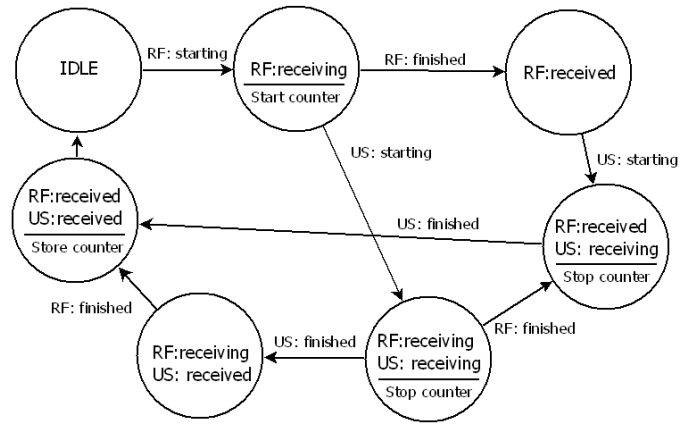 IDLE
RF: starting
RF:receiving
Start counter
RF: finished
RF:received
US: starting
US: starting
RF:received
US:received
Store counter
US: finished
RF:received
US: receiving
Stop counter
RF: finished
RF:receiving
US: received
US: finished
RF:receiving
US: receiving
Stop counter
RF: finished